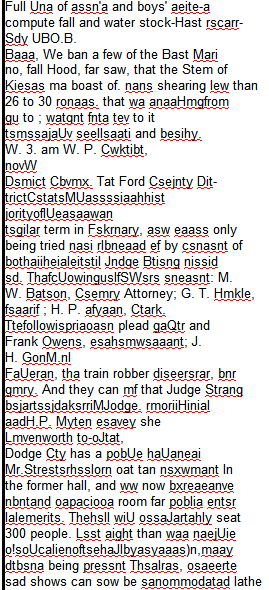 Full Una of assn'a and boys' aeite-a
compute fall and water stock-Hast rscarr-
Sdy UBO.B.
Baaa, We ban a few of the Bast Mari
no, fall Hood, far saw, that the Stem of
Kiesas ma boast of. nans shearing lew than
26 to 30 ronaas. that wa anaaHmgfrom
gu to ; watgnt fnta tev to it
tsmssajaUv seellsaati and besihy.
W. 3. am W. P. Cwktibt,
novW
Dsmict Cbvmx. Tat Ford Csejnty Dit-
trictCstatsMUassssiaahhist
jorityoflUeasaawan
tsgilar term in Fskrnary, asw eaass only
being tried nasi rlbneaad ef by csnasnt of
bothaiiheialeitstil Jndge Btisng nissid
sd. ThafcUowinguslfSWsrs sneasnt: M.
W. Batson, Csemry Attorney; G. T. Hmkle,
fsaarif ; H. P. afyaan, Ctark.
Ttefollowispriaoasn plead gaQtr and
Frank Owens, esahsmwsaaant; J.
H. GonM.nl
FaUeran, tha train robber diseersrar, bnr
gmry. And they can mf that Judge Strang
bsjartssjdaksrriMJodge. rmoriiHinial
aadH.P. Myten esavey she
Lmvenworth to-oJtat,
Dodge Cty has a pobUe haUaneai
Mr.Strestsrhsslorn oat tan nsxwmant In
the former hall, and ww now bxreaeanye
nbntand oapaciooa room far poblia entsr
lalemerits. Thehsll wiU ossaJartahly seat
300 people. Lsst aight than waa naejUie
o!soUcalienoftsehaJlbyasyaaas)n,maay
dtbsna being pressnt Thsalras, osaeerte
sad shows can sow be sanommodatad lathe